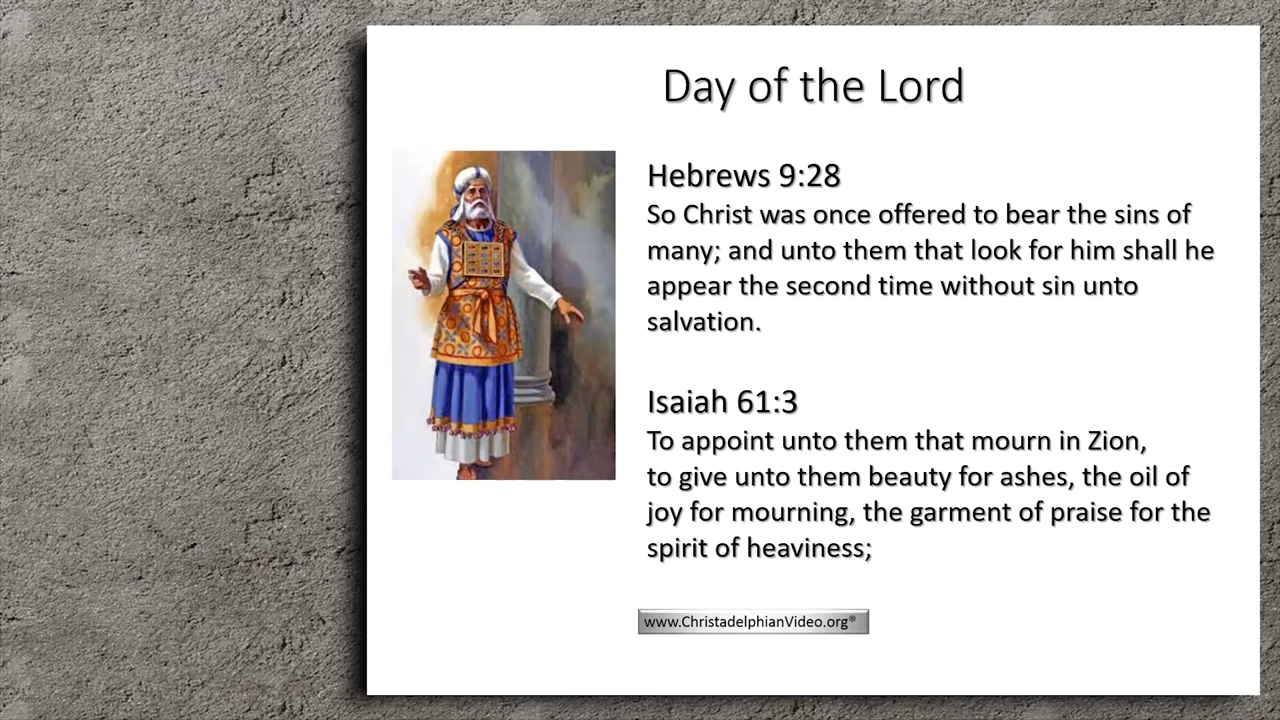 Day of the Lord
Hebrews 9:28
So Christ was once offered to bear the sins of
many; and unto them that look for him shall he
appear the second time without sin unto
salvation.
Isaiah 61:3
To appoint unto them that mourn in Zion,
to give unto them beauty for ashes, the oil of
joy for mourning, the garment of praise for the
spirit of heaviness;
www.ChristadelphianVideo.org®